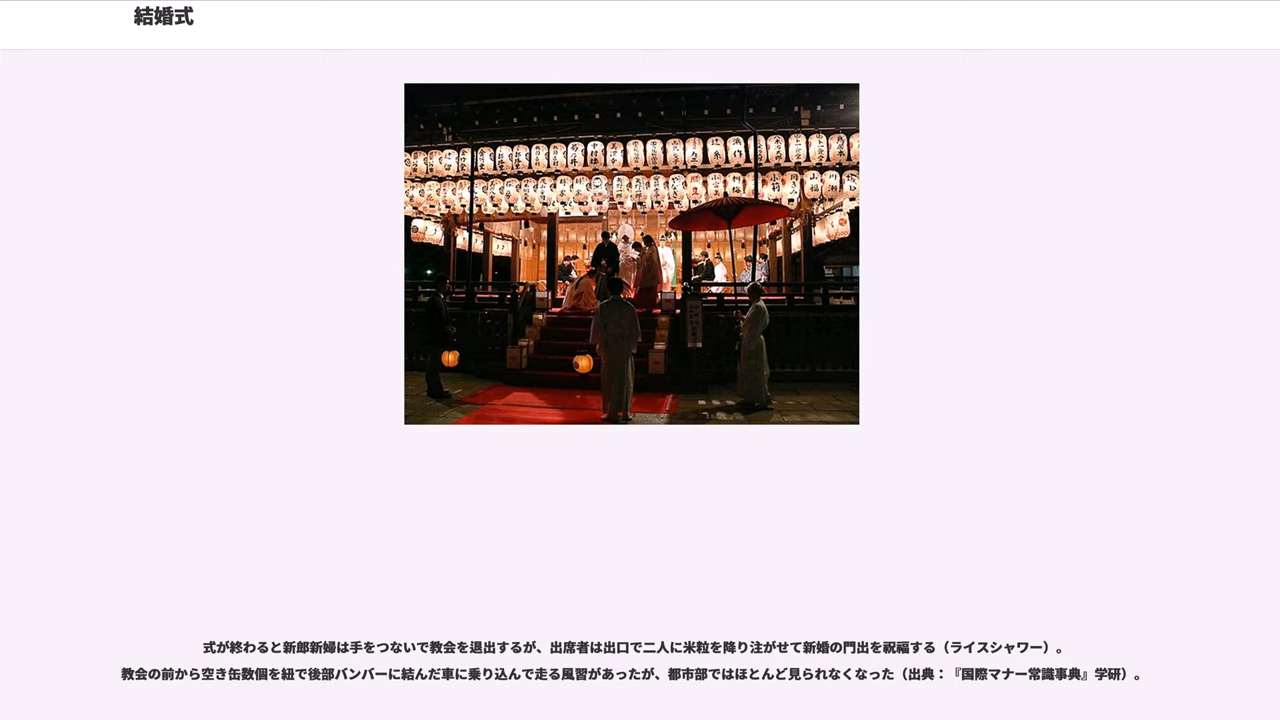 結婚式
式が終わると新郎新婦は手をつないで教会を退出するが、出席者は出口で二人に米粒を降り注がせて新婚の門出を祝福する（ライスシャワー）。
教会の前から空き缶数個を紐で後部バンバーに結んだ車に乗り込んで走る風習があったが、都市部ではほとんど見られなくなった（出典：『国際マナー常識事典』学研）。